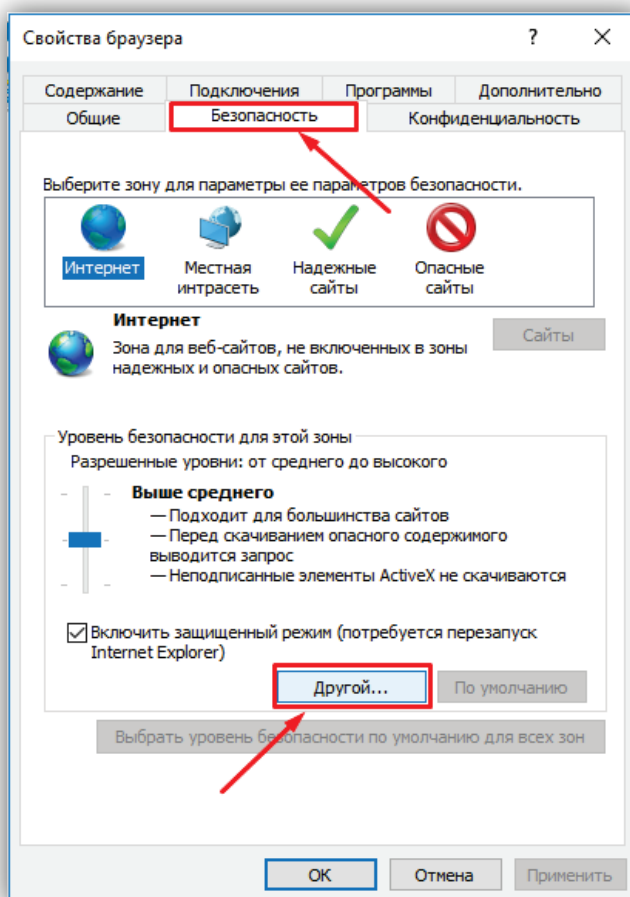 Свойства браузера ?
Содержание Подключения Программы Дополнительно
Общие Безопасность Конфиденциальность
Выберите зону для параметры ее параметров безопасности.
Интернет Местная интрасеть Надежные сайты Опасные сайты
Интернет
Зона для веб-сайтов, не включенных в зоны
надежных и опасных сайтов.
Сайты
Уровень безопасности для этой зоны
Разрешенные уровни: от среднего до высокого
Выше среднего
— Подходит для большинства сайтов
— Перед скачиванием опасного содержимого
выводится запрос
— Неподписанные элементы ActiveX не скачиваются
Включить защищенный режим (потребуется перезапуск
Internet Explorer)
Другой... По умолчанию
Выбрать уровень безопасности по умолчанию для всех зон
ОК Отмена Применить